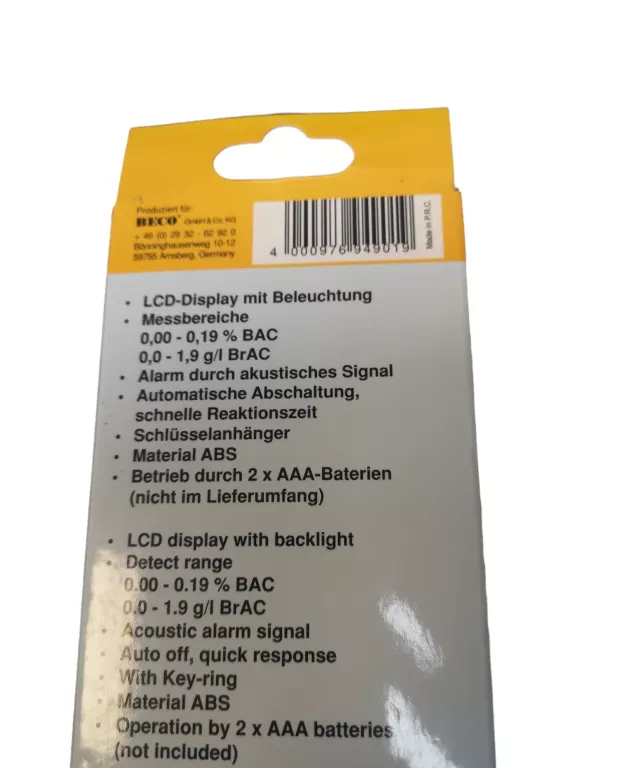 Produziert für:
BECO GmbH & Co. KG
+ 49 (0) 29 32 - 62 92 0
Bönninghauserweg 10-12
59755 Arnsberg, Germany
4 000976 949019
Made in P.R.C.
• LCD-Display mit Beleuchtung
• Messbereiche
0,00 - 0,19 % BAC
0,0 - 1,9 g/l BrAC
• Alarm durch akustisches Signal
• Automatische Abschaltung,
schnelle Reaktionszeit
• Schlüsselanhänger
• Material ABS
• Betrieb durch 2 x AAA-Baterien
(nicht im Lieferumfang)
• LCD display with backlight
• Detect range
0.00 - 0.19 % BAC
0.0 - 1.9 g/l BrAC
• Acoustic alarm signal
• Auto off, quick response
• With Key-ring
• Material ABS
• Operation by 2 x AAA batteries
(not included)